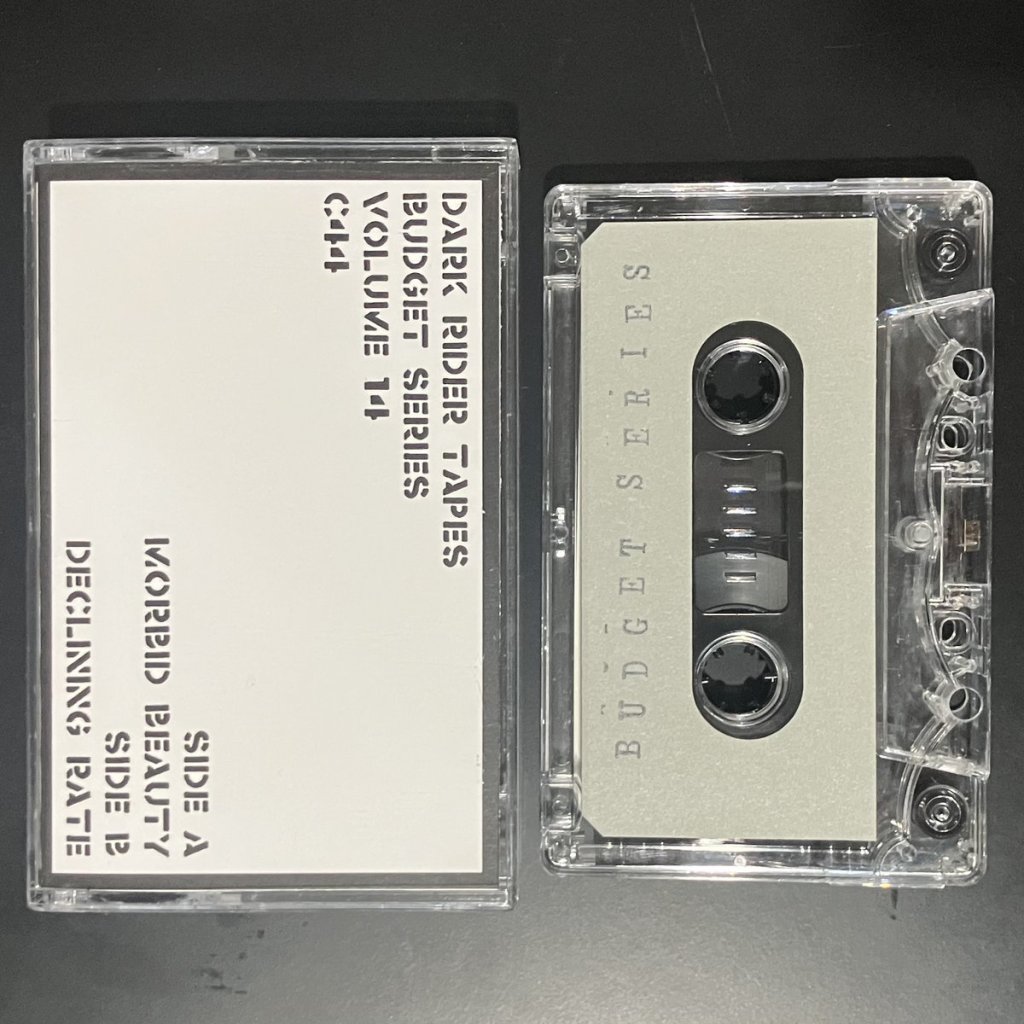 DARK RIDER TAPES
BUDGET SERIES
VOLUME 14
C44
SIDE A
MORBID BEAUTY
SIDE B
DECLINING RATE
BUDGET SERIES